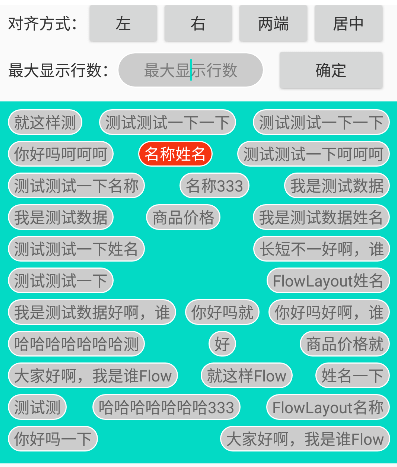 对齐方式： 左 右 两端 居中
最大显示行数： 最大显示行数 确定
就这样测 测试测试一下一下 测试测试一下一下
你好吗呵呵呵 名称姓名 测试测试一下呵呵呵
测试测试一下名称 名称333 我是测试数据
我是测试数据 商品价格 我是测试数据姓名
测试测试一下姓名 长短不一好啊，谁
测试测试一下 FlowLayout姓名
我是测试数据好啊，谁 你好吗就 你好吗好啊，谁
哈哈哈哈哈哈哈测 好 商品价格就
大家好啊，我是谁Flow 就这样Flow 姓名一下
测试测 哈哈哈哈哈哈哈333 FlowLayout名称
你好吗一下 大家好啊，我是谁Flow